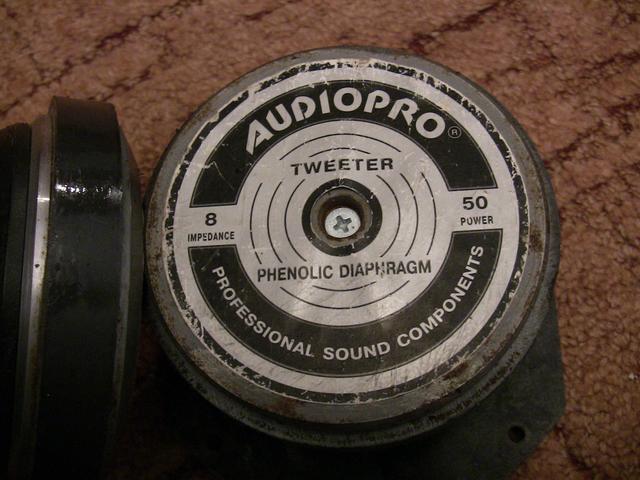 AUDIOPRO®
TWEETER
8
IMPEDANCE
50
POWER
PHENOLIC DIAPHRAGM
PROFESSIONAL SOUND COMPONENTS